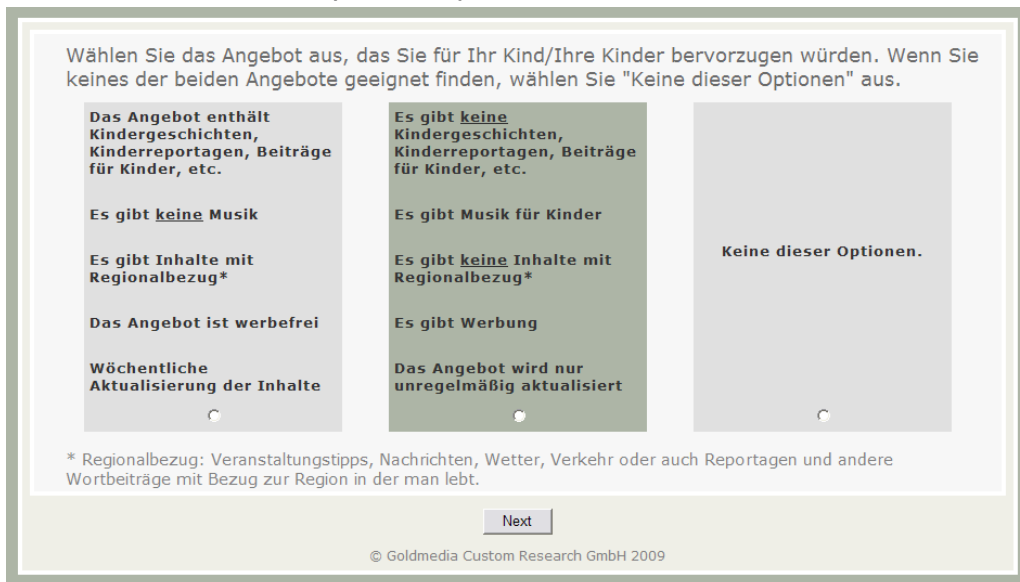 Wählen Sie das Angebot aus, das Sie für Ihr Kind/Ihre Kinder bervorzugen würden. Wenn Sie
keines der beiden Angebote geeignet finden, wählen Sie "Keine dieser Optionen" aus.
Das Angebot enthält
Kindergeschichten,
Kinderreportagen, Beiträge
für Kinder, etc.
Es gibt keine Musik
Es gibt Inhalte mit
Regionalbezug*
Das Angebot ist werbefrei
Wöchentliche
Aktualisierung der Inhalte
Es gibt keine
Kindergeschichten,
Kinderreportagen, Beiträge
für Kinder, etc.
Es gibt Musik für Kinder
Es gibt keine Inhalte mit
Regionalbezug*
Es gibt Werbung
Das Angebot wird nur
unregelmäßig aktualisiert
Keine dieser Optionen.
* Regionalbezug: Veranstaltungstipps, Nachrichten, Wetter, Verkehr oder auch Reportagen und andere
Wortbeiträge mit Bezug zur Region in der man lebt.
Next
© Goldmedia Custom Research GmbH 2009